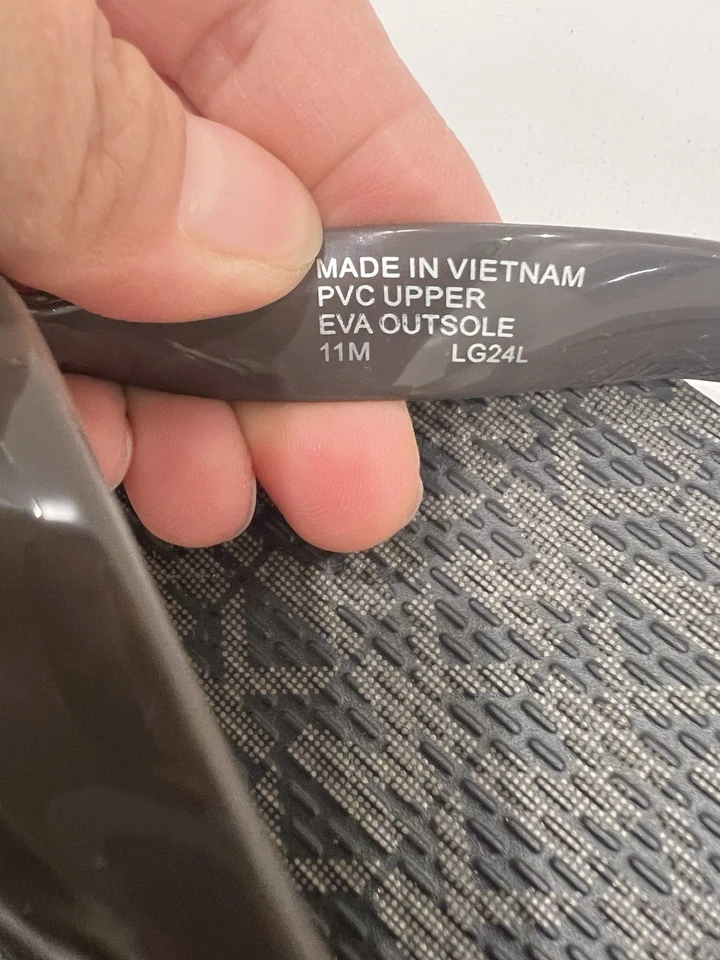 MADE IN VIETNAM
PVC UPPER
EVA OUTSOLE
11M LG24L